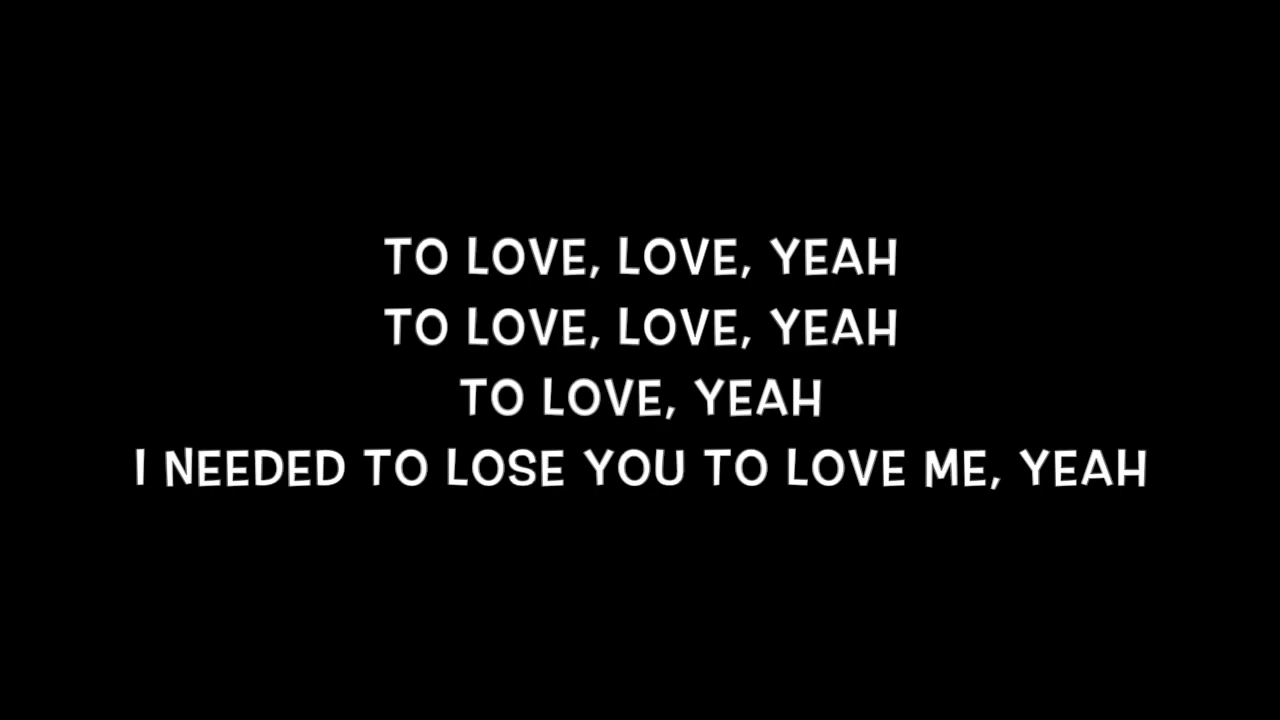 TO LOVE, LOVE, YEAH
TO LOVE, LOVE, YEAH
TO LOVE, YEAH
I NEEDED TO LOSE YOU TO LOVE ME, YEAH